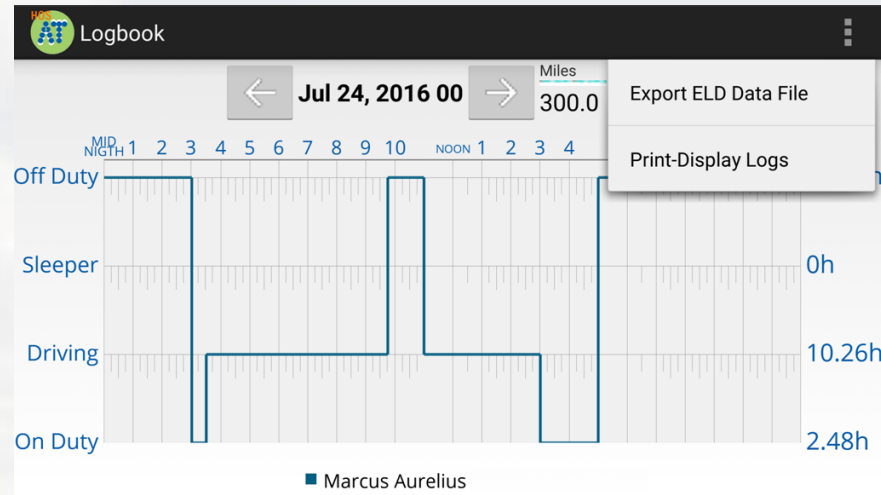 HOS
AT Logbook
Miles
Jul 24, 2016 00
300.0
Export ELD Data File
Print-Display Logs
MID
NIGTH 1 2 3 4 5 6 7 8 9 10 NOON 1 2 3 4
Off Duty
Sleeper 0h
Driving 10.26h
On Duty 2.48h
Marcus Aurelius